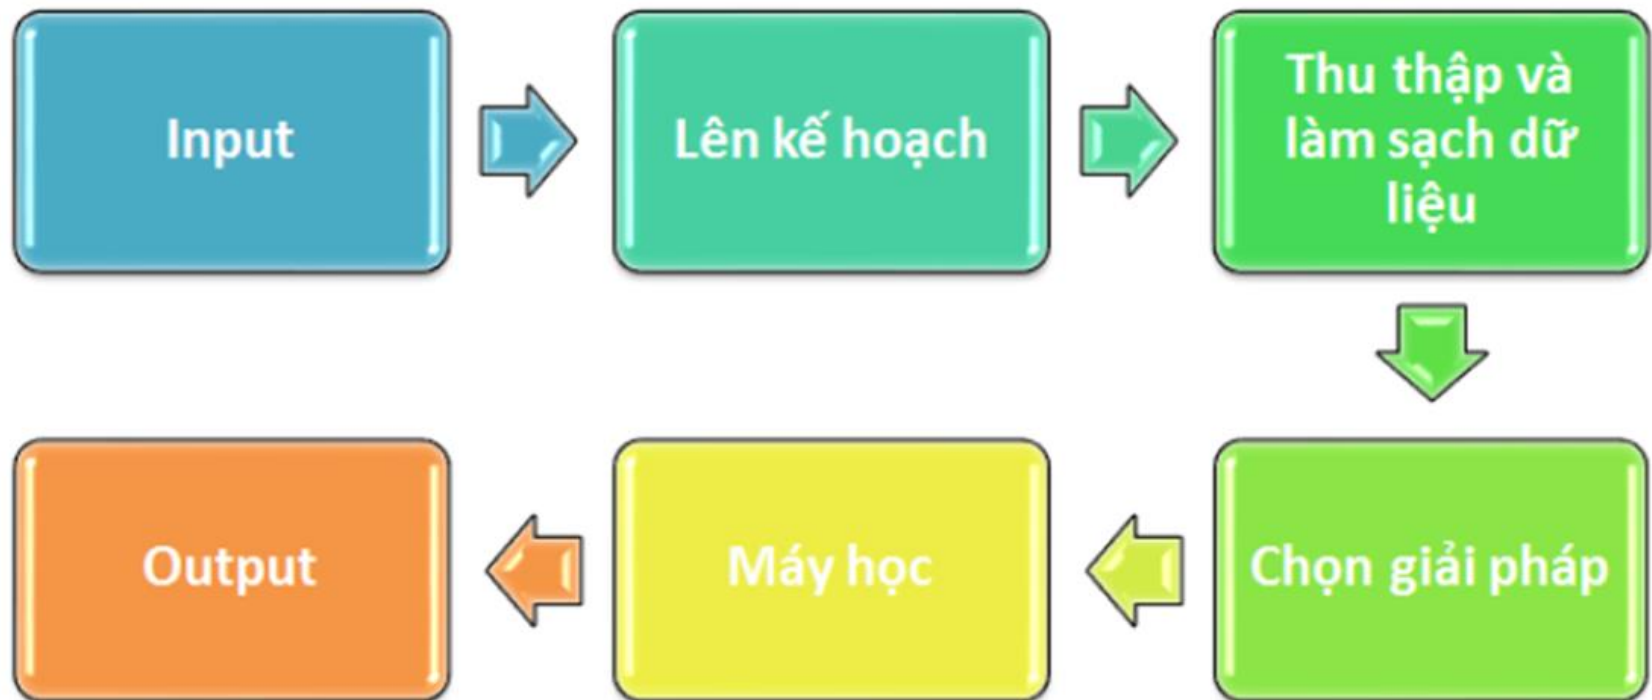 Input
Lên kế hoạch
Thu thập và
làm sạch dữ
liệu
Chọn giải pháp
Máy học
Output